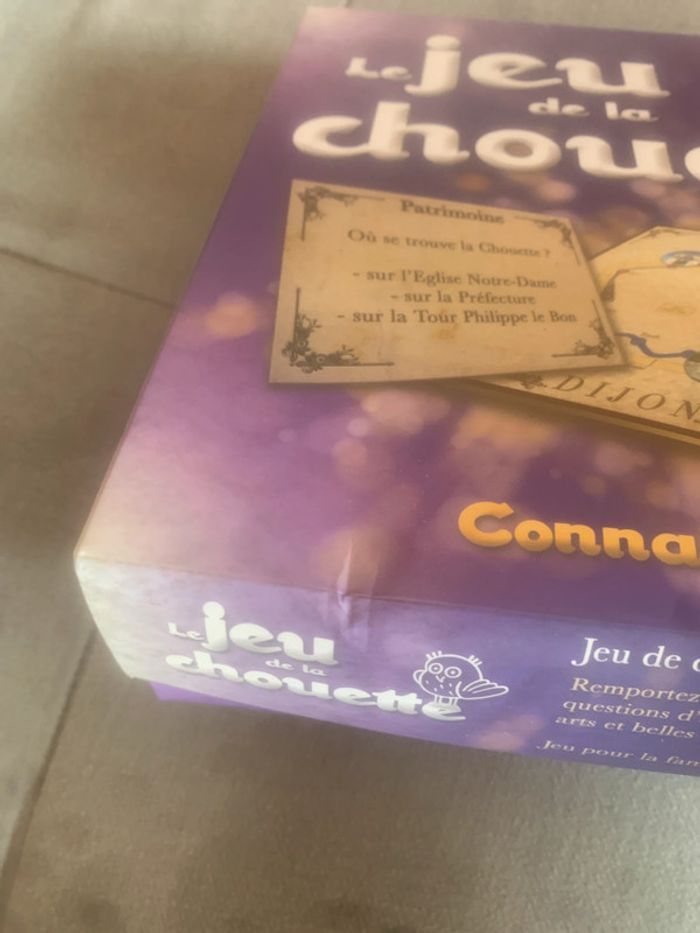 Le jeu
de la
choue
Patrimoine
Où se trouve la Chouette ?
- sur l'Eglise Notre-Dame
- sur la Préfecture
- sur la Tour Philippe le Bon
DIJON
Conna
Le jeu
de la
chouette
Jeu de
Remportez
questions d'
arts et belles
Jeu pour la fam